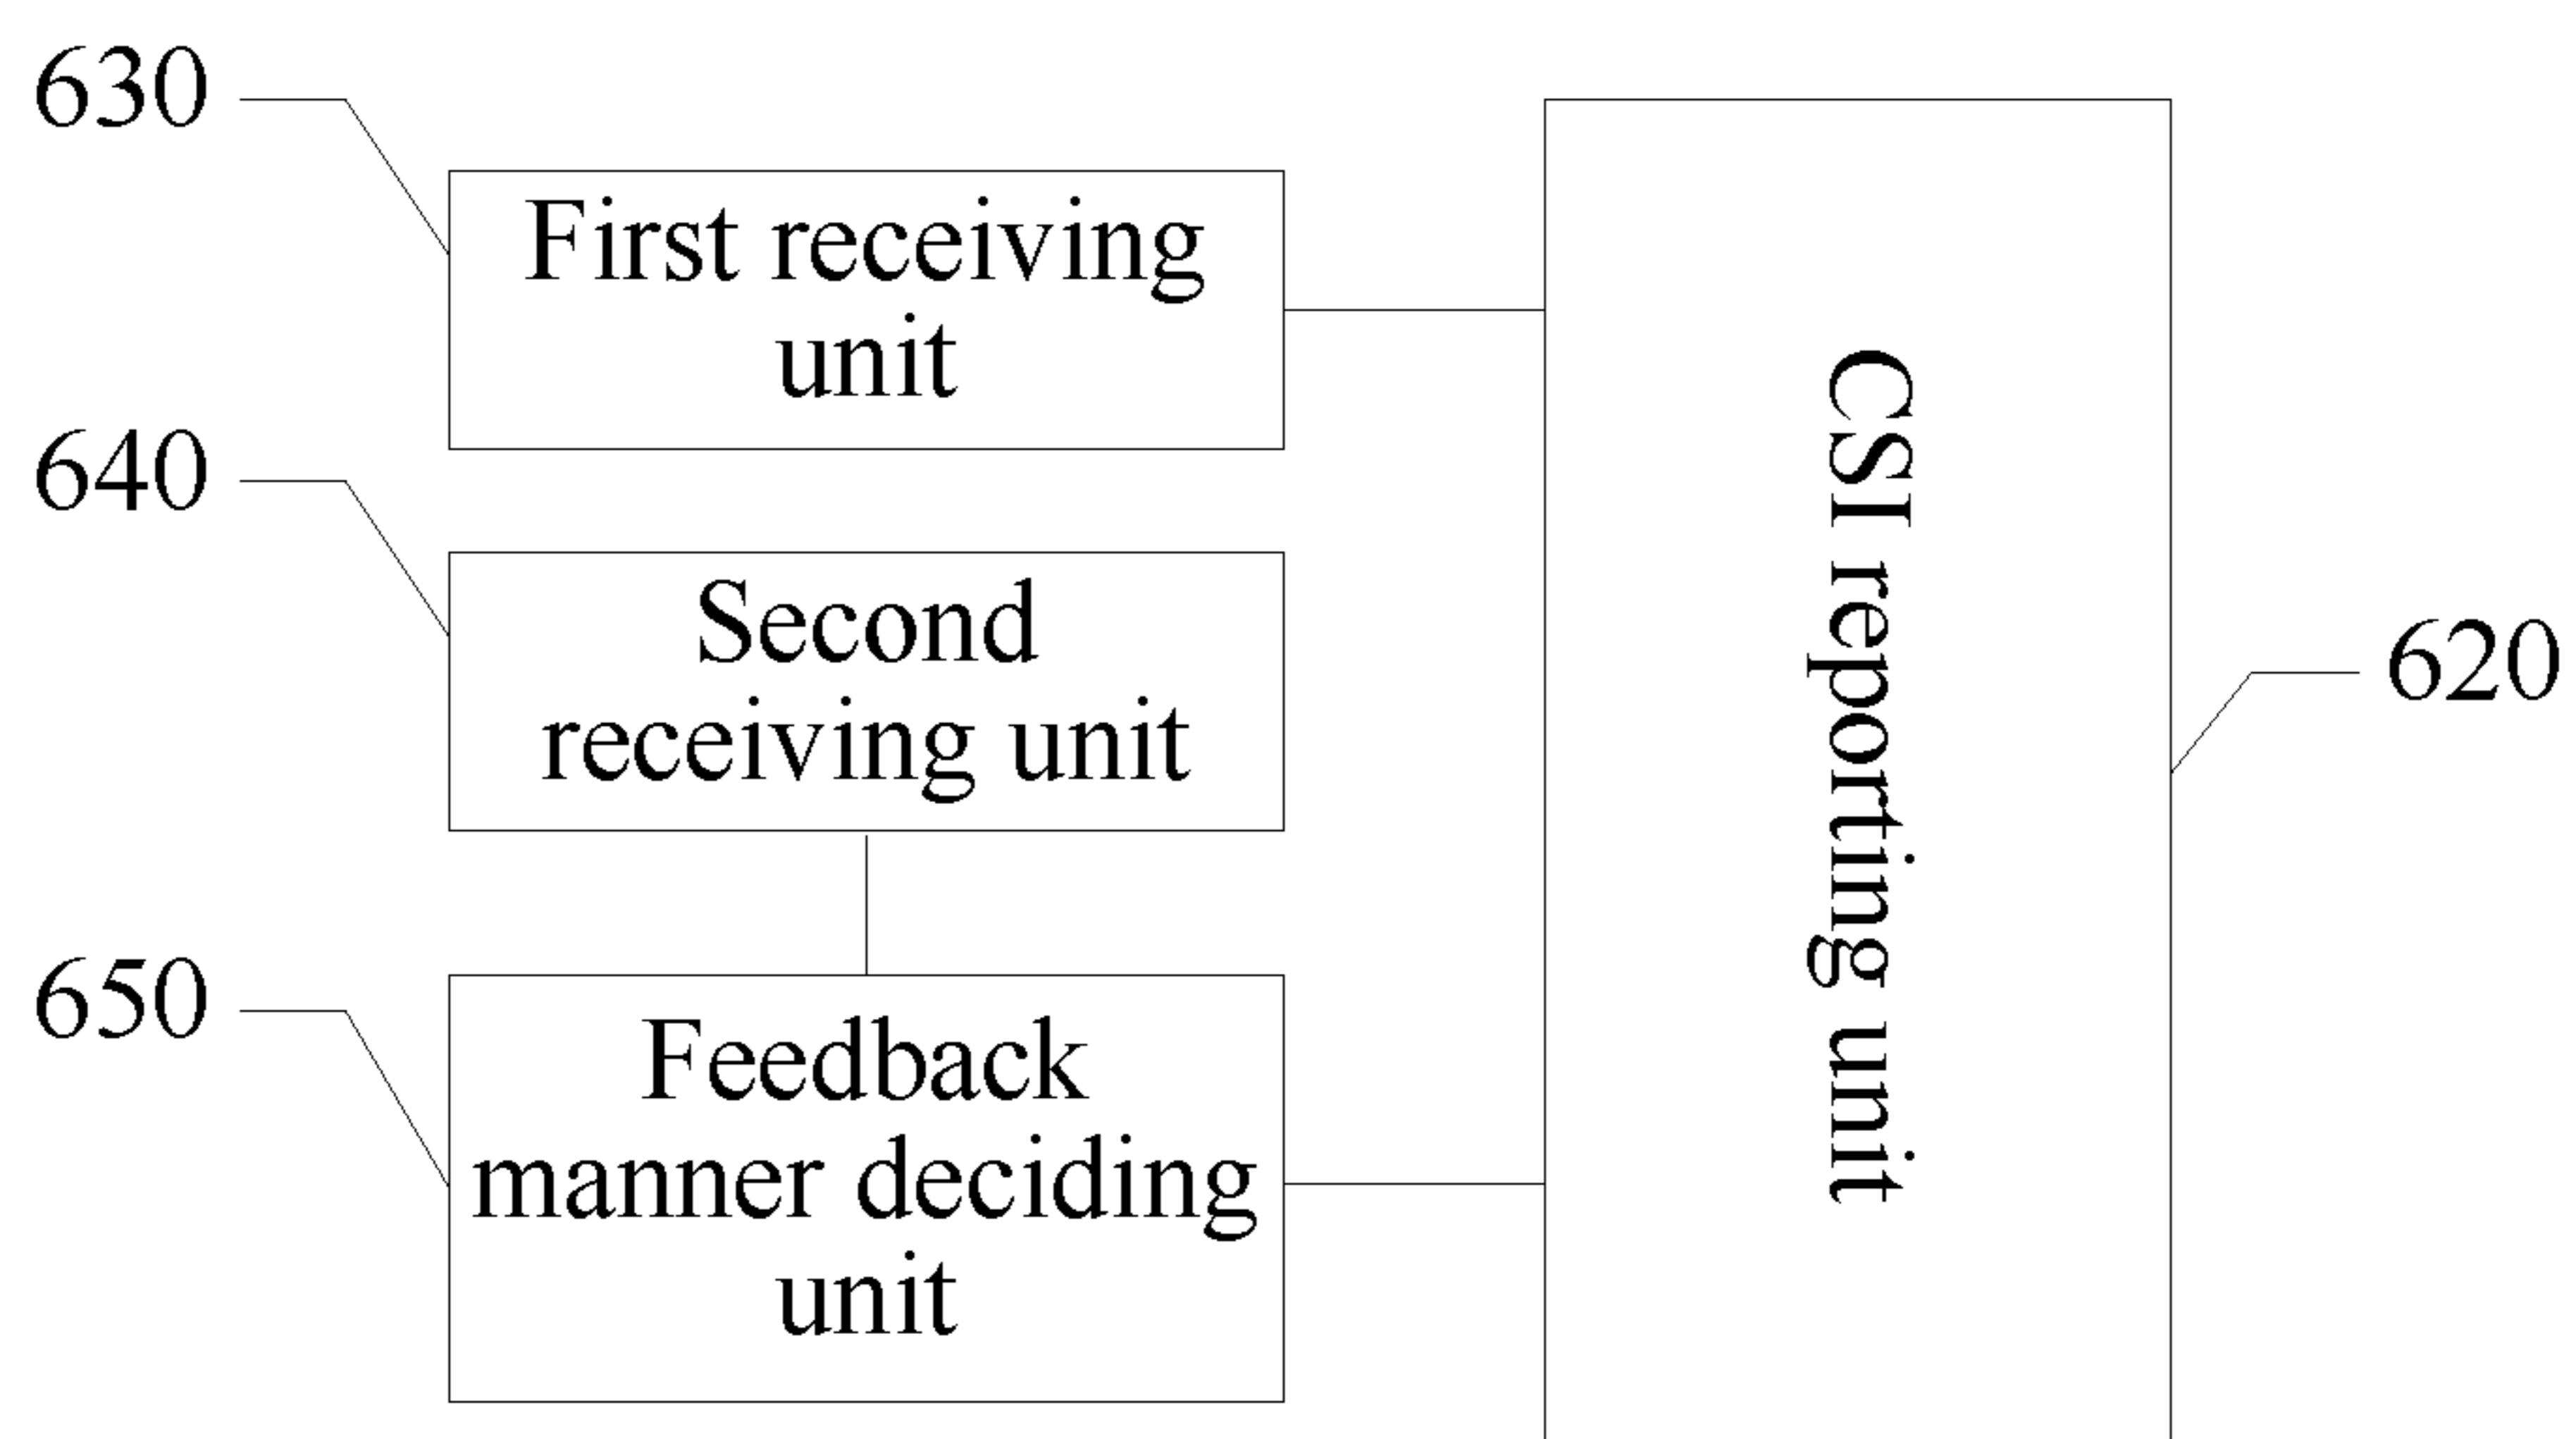 630
First receiving
unit
640
Second
receiving unit
650
Feedback
manner deciding
unit
CSI reporting unit
620